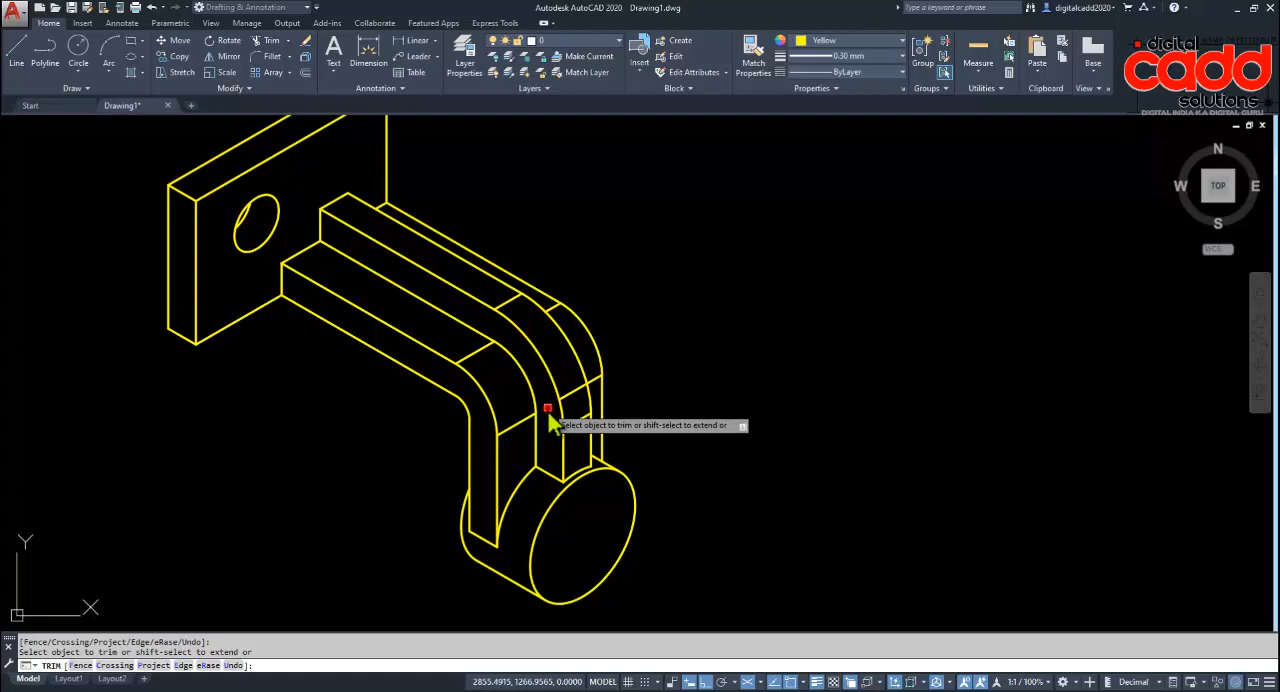 Drafting & Annotation
Autodesk AutoCAD 2020 Drawing1.dwg
Type a keyword or phrase
digitalcadd2020
Home Insert Annotate Parametric View Manage Output Add-ins Collaborate Featured Apps Express Tools
Line Polyline Circle Arc
Move Rotate Trim
Copy Mirror Fillet
Stretch Scale Array
Text Dimension
Linear
Leader
Table
Layer Properties
0
Make Current
Match Layer
Insert
Create
Edit
Edit Attributes
Match Properties
Yellow
0.30 mm
ByLayer
Group
Measure
Paste
Base
Draw Modify Annotation Layers Block Properties Groups Utilities Clipboard View
digital
cadd
solutions
DIGITAL INDIA KA DIGITAL GURU
Start Drawing1*
N
W TOP E
S
WCS
Select object to trim or shift-select to extend or
Y
X
[Fence/Crossing/Project/Edge/eRase/Undo]:
Select object to trim or shift-select to extend or
TRIM [Fence Crossing Project Edge eRase Undo]:
Model Layout1 Layout2 +
2855.4915, 1266.9565, 0.0000 MODEL 1:1 / 100% Decimal